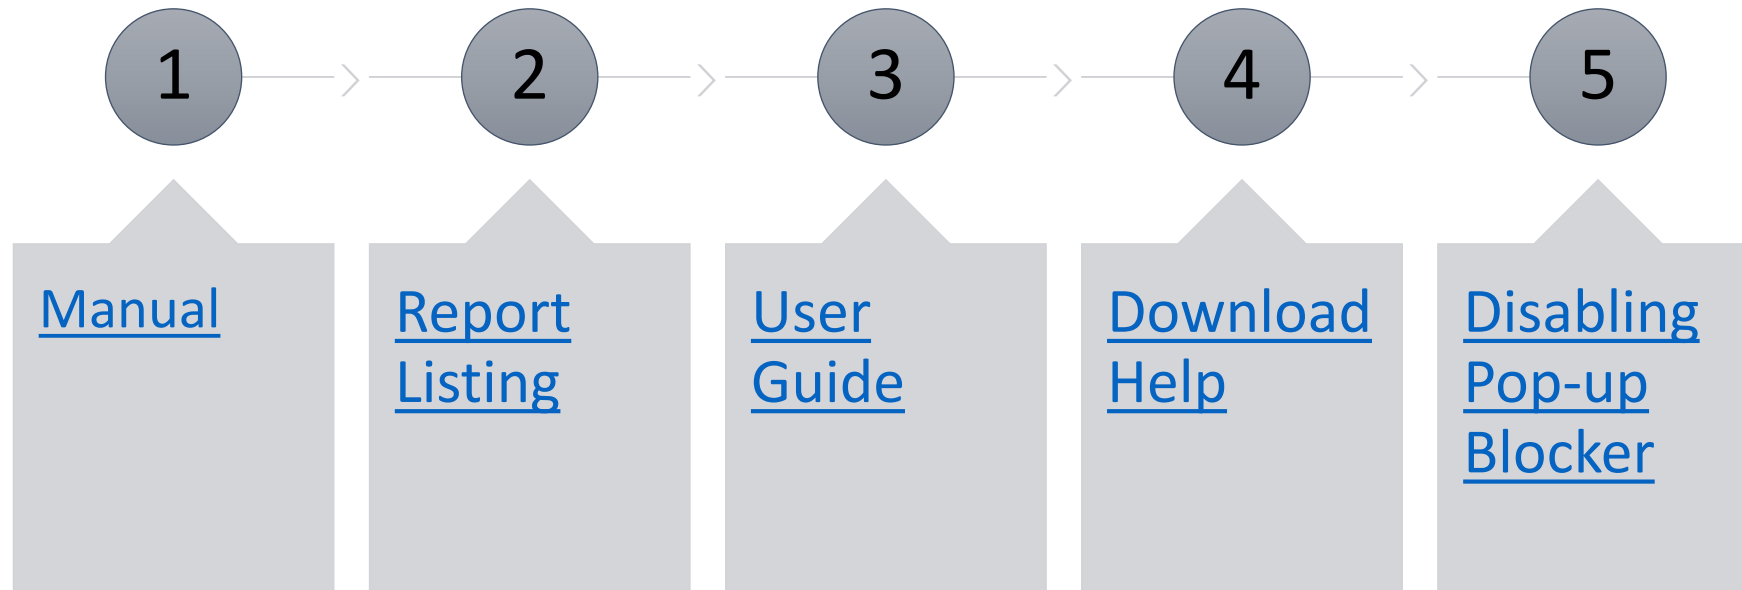 1
Manual
2
Report
Listing
3
User
Guide
4
Download
Help
5
Disabling
Pop-up
Blocker